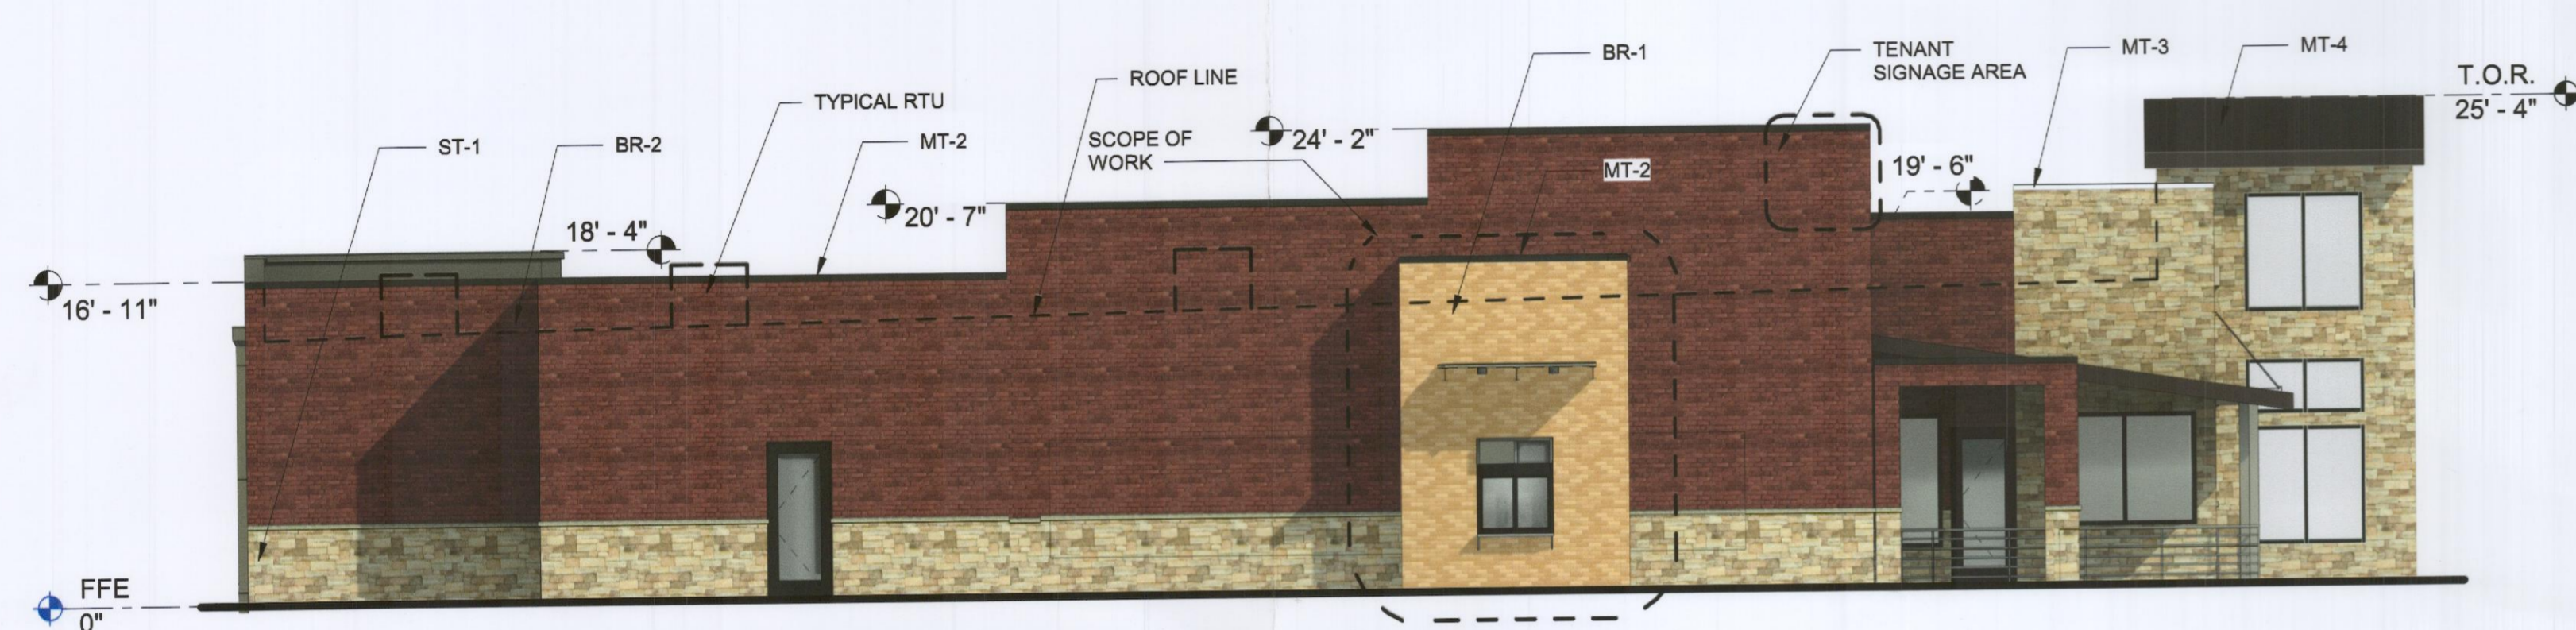 BR-1
TENANT
SIGNAGE AREA
MT-3
MT-4
T.O.R.
25' - 4"
ROOF LINE
TYPICAL RTU
SCOPE OF
WORK
24' - 2"
MT-2
ST-1
BR-2
MT-2
19' - 6"
20' - 7"
18' - 4"
16' - 11"
FFE
0"